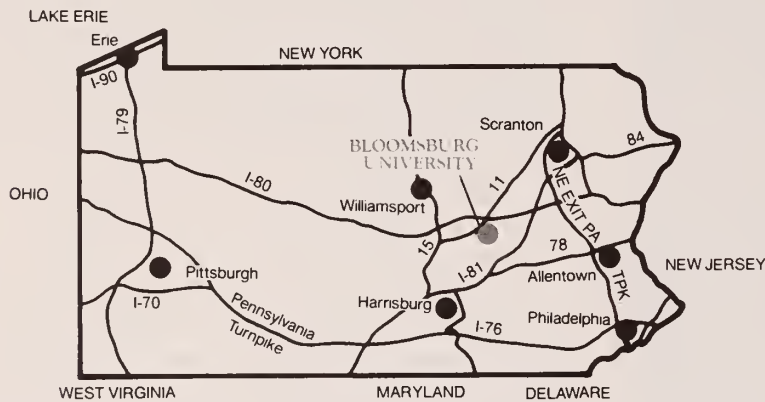 LAKE ERIE
Erie
NEW YORK
I-90
I-79
Scranton
84
BLOOMSBURG
UNIVERSITY
11
I-80
OHIO
Williamsport
NE EXIT PA
TPK
15
78
I-81
Allentown
NEW JERSEY
Pittsburgh
I-70
Harrisburg
Pennsylvania
Turnpike
I-76
Philadelphia
WEST VIRGINIA
MARYLAND
DELAWARE